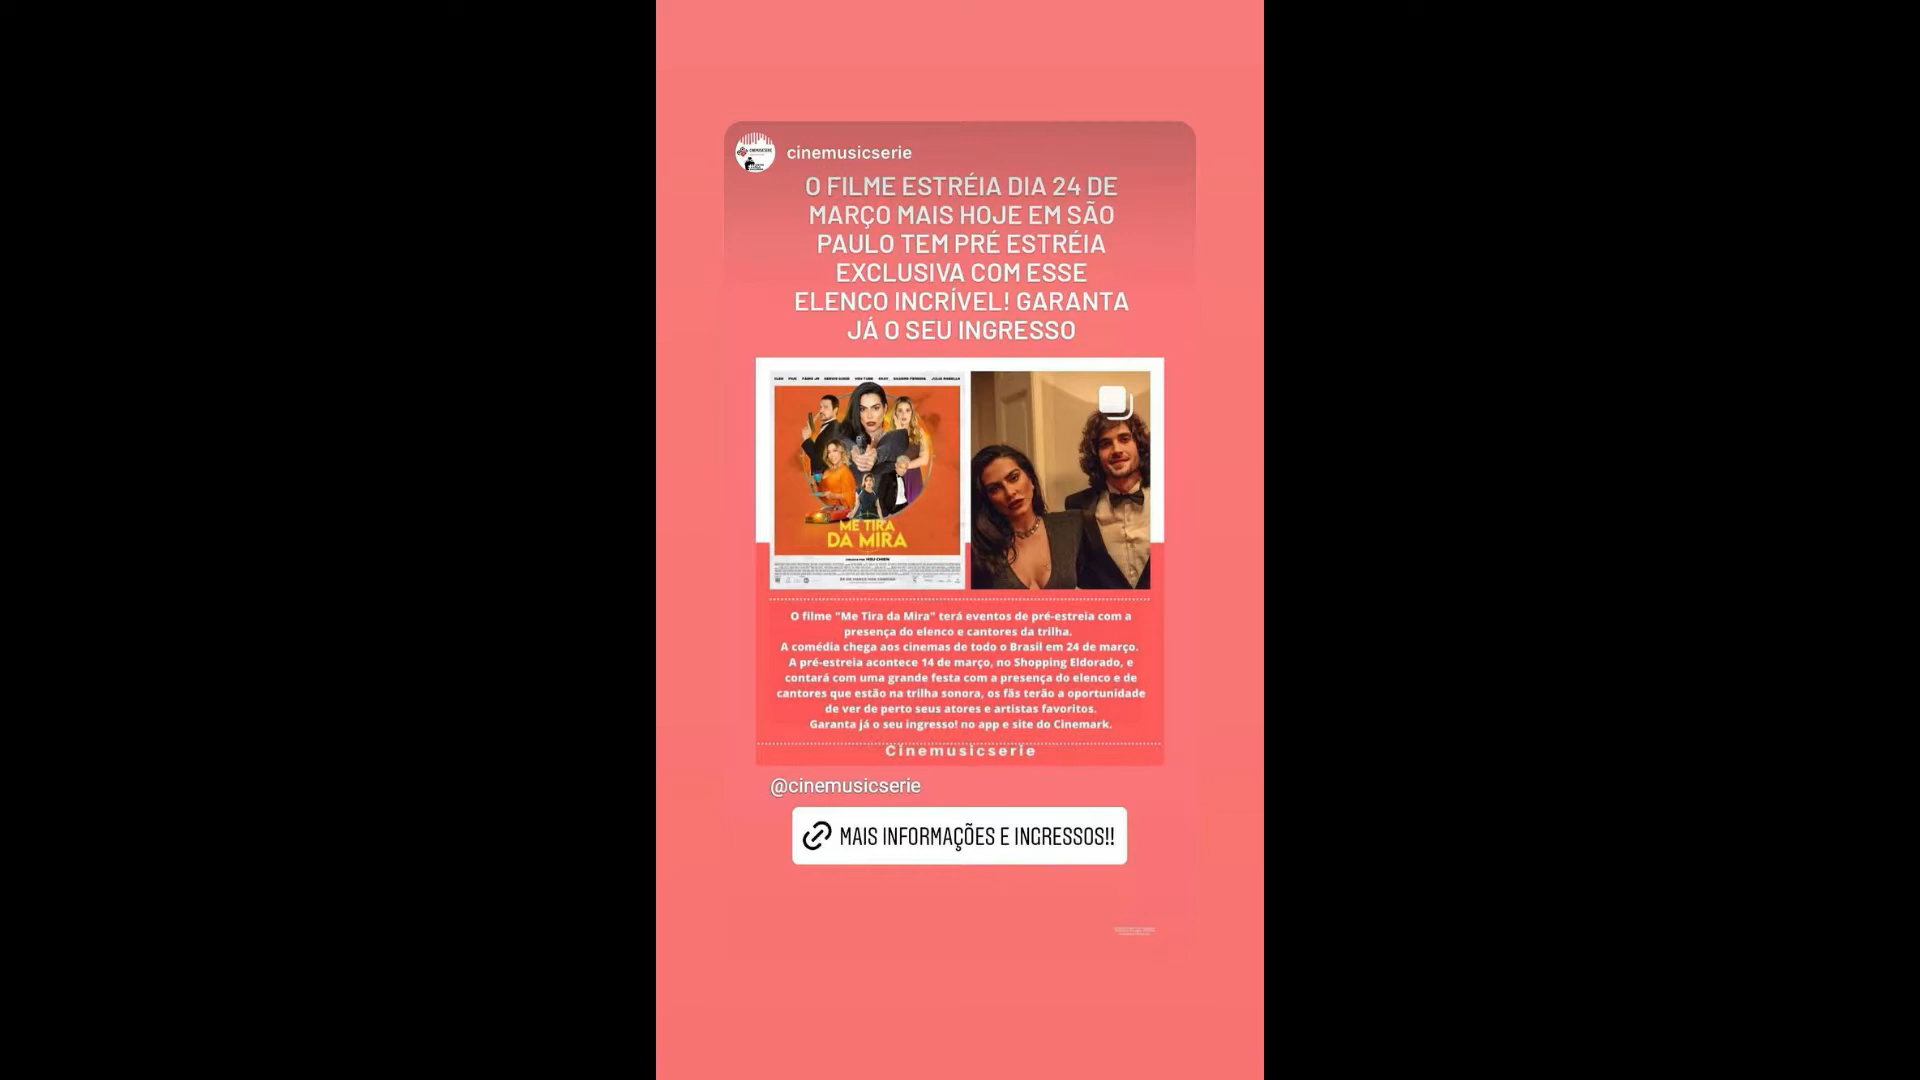 cinemusicserie
O FILME ESTRÉIA DIA 24 DE
MARÇO MAIS HOJE EM SÃO
PAULO TEM PRÉ ESTRÉIA
EXCLUSIVA COM ESSE
ELENCO INCRÍVEL! GARANTA
JÁ O SEU INGRESSO
ME TIRA
DA MIRA
O filme "Me Tira da Mira" terá eventos de pré-estreia com a
presença do elenco e cantores da trilha.
A comédia chega aos cinemas de todo o Brasil em 24 de março.
A pré-estreia acontece 14 de março, no Shopping Eldorado, e
contará com uma grande festa com a presença do elenco e de
cantores que estão na trilha sonora, os fãs terão a oportunidade
de ver de perto seus atores e artistas favoritos.
Garanta já o seu ingresso! no app e site do Cinemark.
Cinemusicserie
@cinemusicserie
MAIS INFORMAÇÕES E INGRESSOS!!